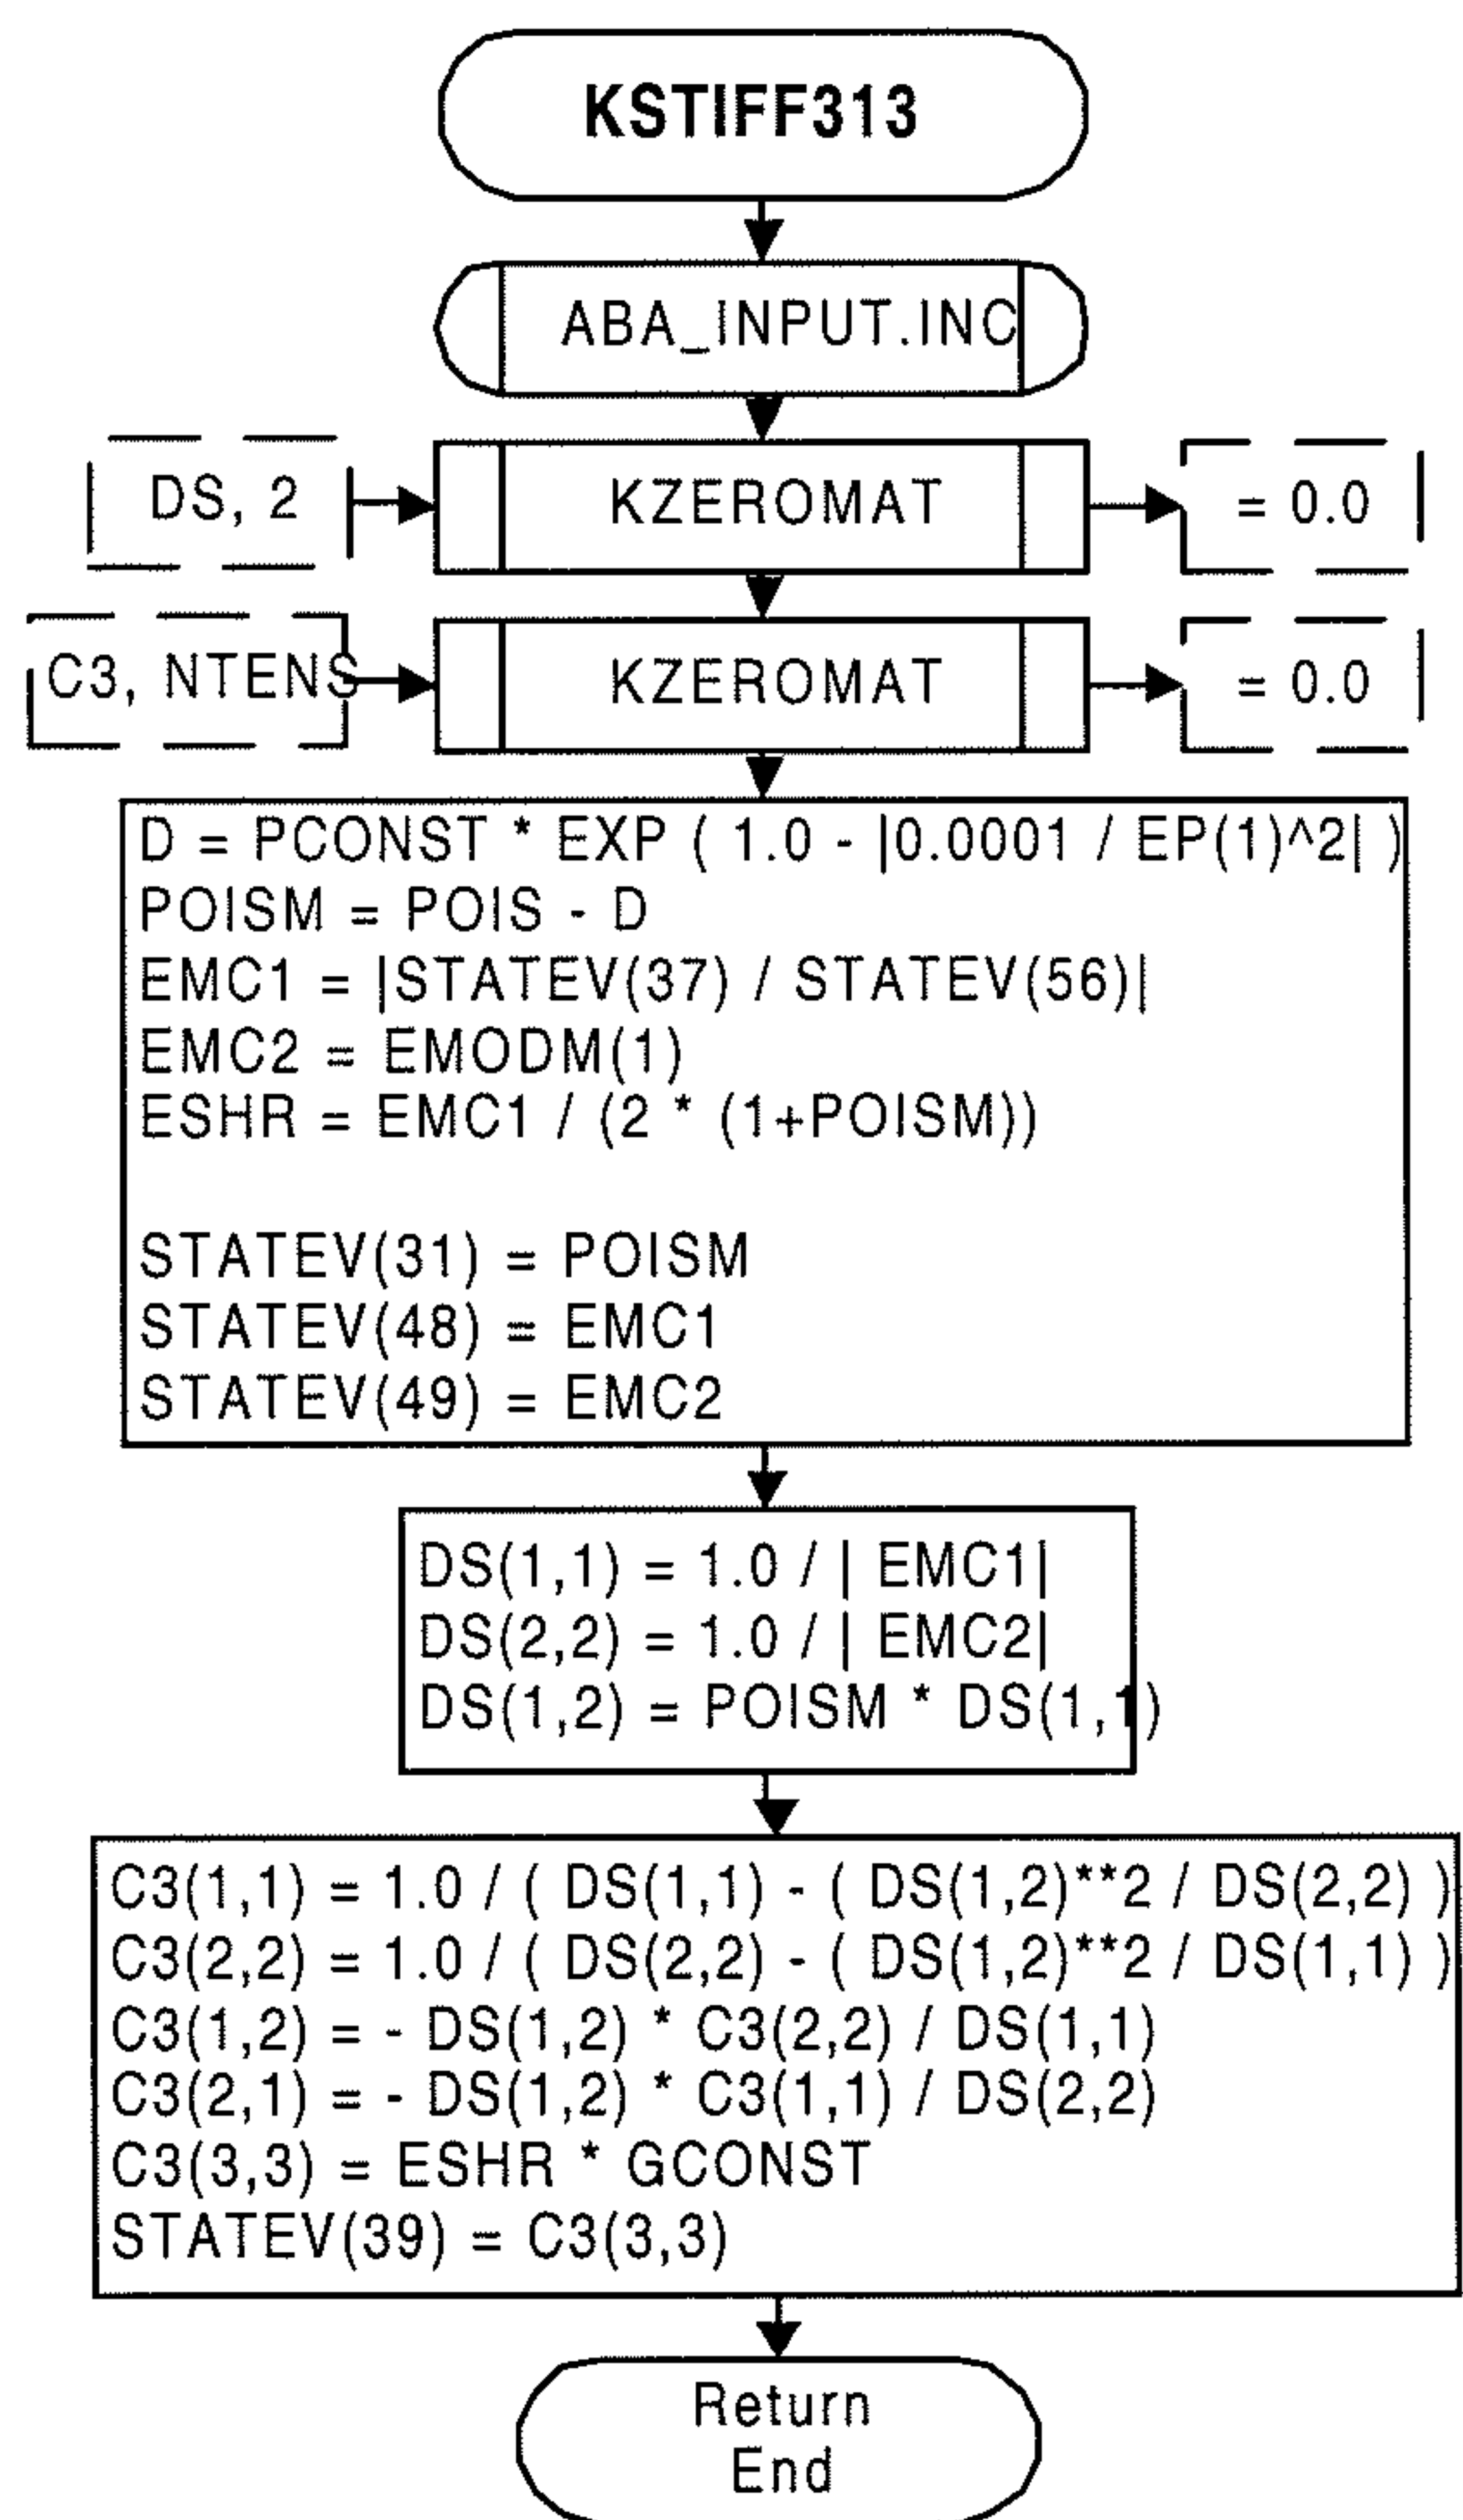 KSTIFF313
ABA_INPUT.INC
DS, 2
KZEROMAT
= 0.0
C3, NTENS
KZEROMAT
= 0.0
D = PCONST * EXP ( 1.0 - |0.0001 / EP(1)^2| )
POISM = POIS - D
EMC1 = |STATEV(37) / STATEV(56)|
EMC2 = EMODM(1)
ESHR = EMC1 / (2 * (1+POISM))
STATEV(31) = POISM
STATEV(48) = EMC1
STATEV(49) = EMC2
DS(1,1) = 1.0 / | EMC1|
DS(2,2) = 1.0 / | EMC2|
DS(1,2) = POISM * DS(1,1)
C3(1,1) = 1.0 / ( DS(1,1) - ( DS(1,2)**2 / DS(2,2) ) )
C3(2,2) = 1.0 / ( DS(2,2) - ( DS(1,2)**2 / DS(1,1) ) )
C3(1,2) = - DS(1,2) * C3(2,2) / DS(1,1)
C3(2,1) = - DS(1,2) * C3(1,1) / DS(2,2)
C3(3,3) = ESHR * GCONST
STATEV(39) = C3(3,3)
Return
End